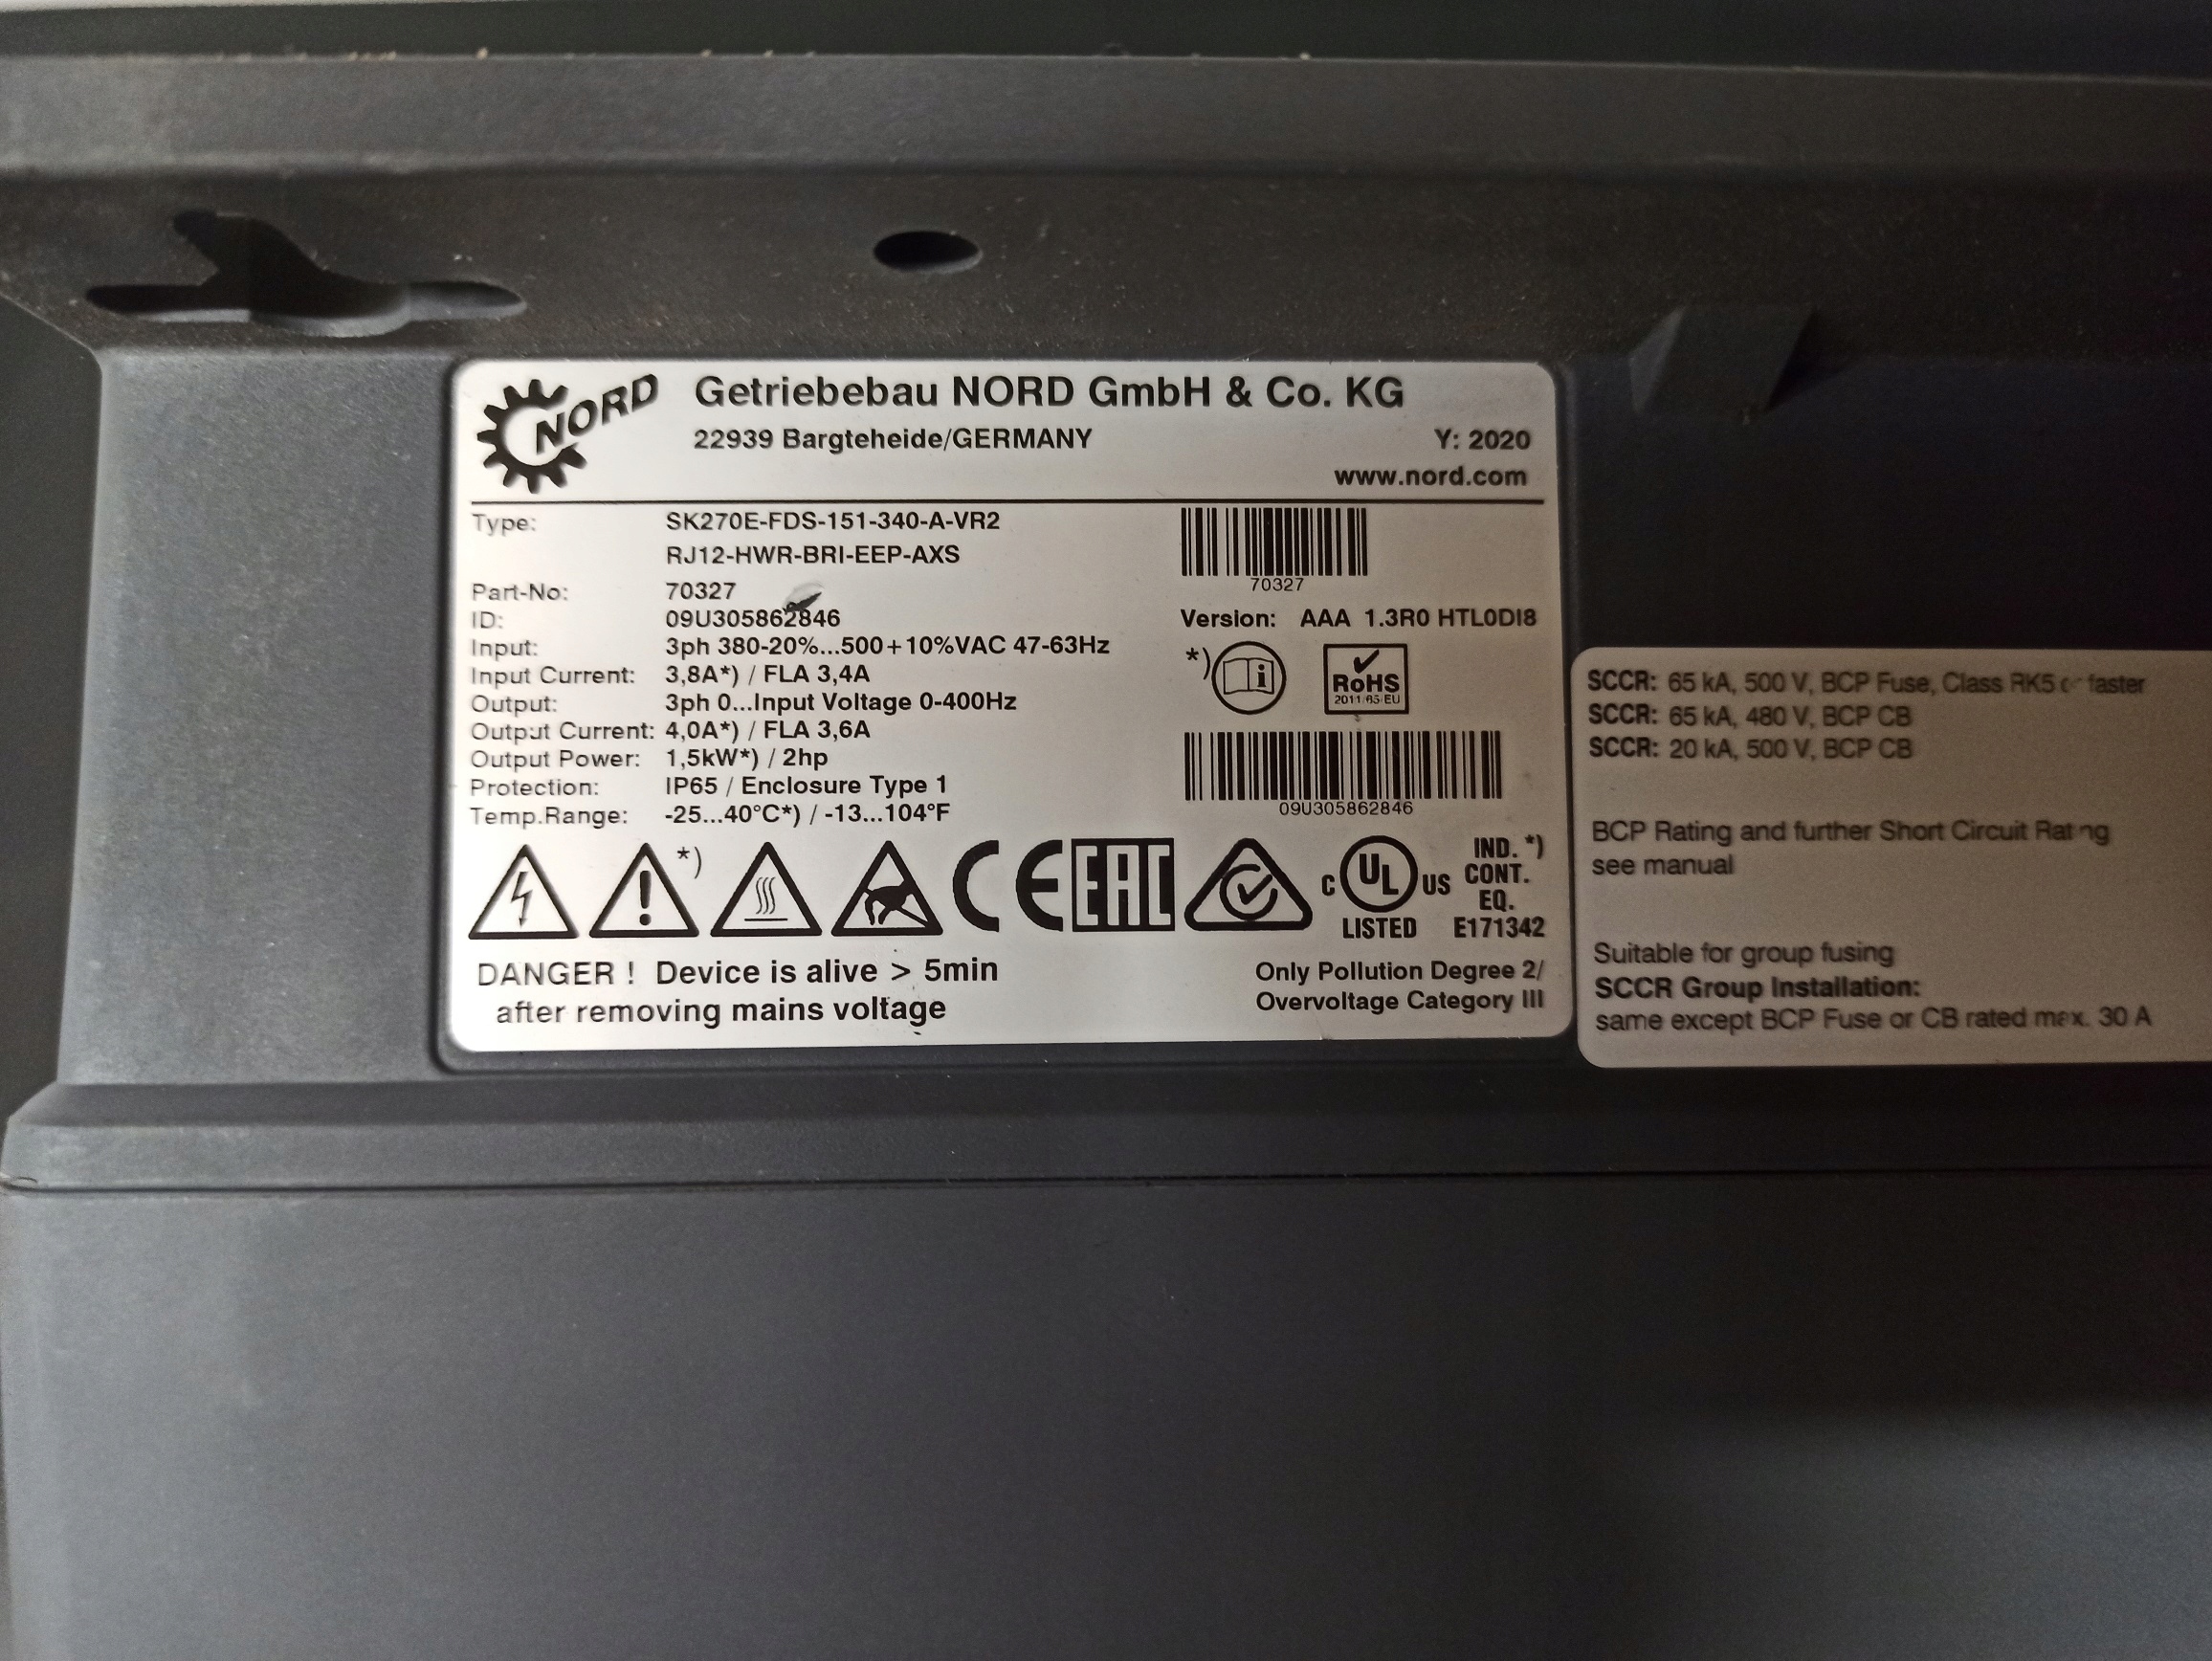 NORD
Getriebebau NORD GmbH & Co. KG
22939 Bargteheide/GERMANY
Y: 2020
www.nord.com
Type: SK270E-FDS-151-340-A-VR2
RJ12-HWR-BRI-EEP-AXS
70327
Part-No: 70327
ID: 09U305862846
Version: AAA 1.3R0 HTL0DI8
Input: 3ph 380-20%...500+10%VAC 47-63Hz
Input Current: 3,8A*) / FLA 3,4A
Output: 3ph 0...Input Voltage 0-400Hz
Output Current: 4,0A*) / FLA 3,6A
Output Power: 1,5kW*) / 2hp
Protection: IP65 / Enclosure Type 1
Temp.Range: -25...40°C*) / -13...104°F
*)
i
RoHS
2011/65/EU
09U305862846
*)
CE
EAC
C UL US
LISTED
IND. *)
CONT.
EQ.
E171342
DANGER ! Device is alive > 5min
after removing mains voltage
Only Pollution Degree 2/
Overvoltage Category III
SCCR: 65 kA, 500 V, BCP Fuse, Class RK5 or faster
SCCR: 65 kA, 480 V, BCP CB
SCCR: 20 kA, 500 V, BCP CB
BCP Rating and further Short Circuit Rating
see manual
Suitable for group fusing
SCCR Group Installation:
same except BCP Fuse or CB rated max. 30 A